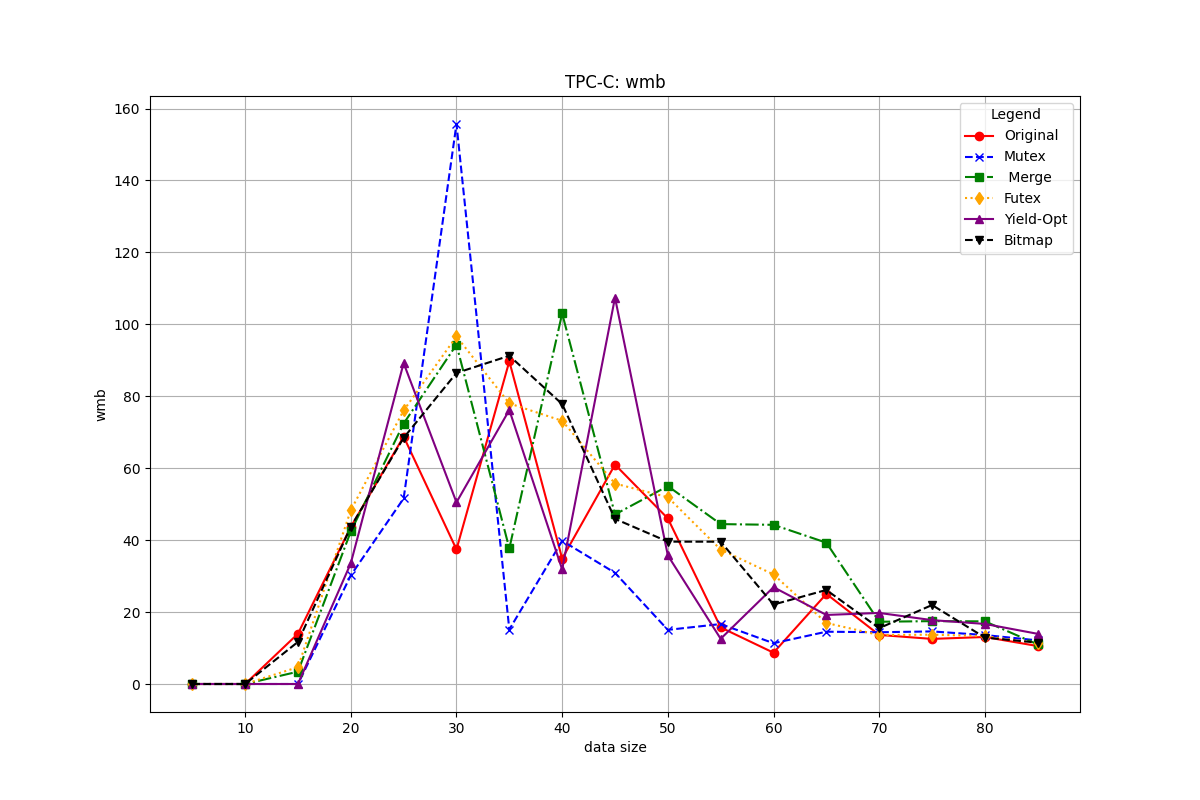 TPC-C: wmb
160
140
120
100
80
60
40
20
0
wmb
10 20 30 40 50 60 70 80
data size
Legend
Original
Mutex
Merge
Futex
Yield-Opt
Bitmap